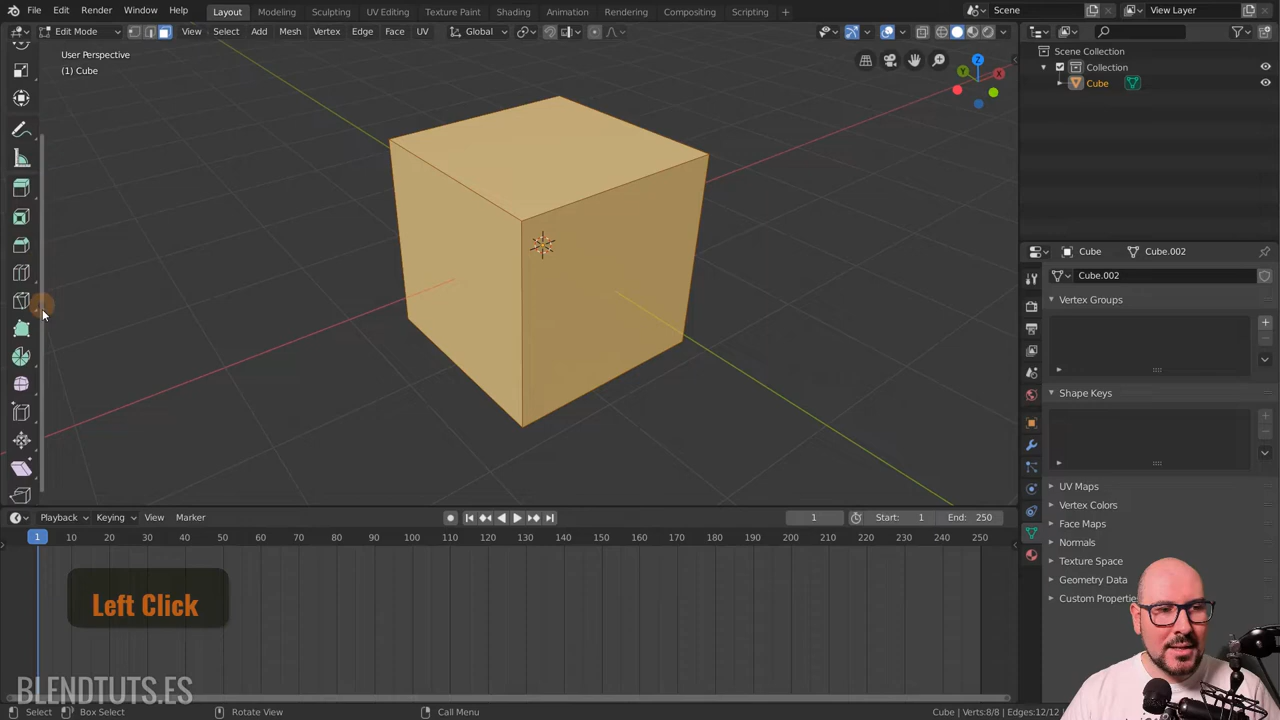 File Edit Render Window Help Layout Modeling Sculpting UV Editing Texture Paint Shading Animation Rendering Compositing Scripting + Scene View Layer
Edit Mode View Select Add Mesh Vertex Edge Face UV Global
User Perspective
(1) Cube
Z
Y
X
Scene Collection
Collection
Cube
Cube Cube.002
Cube.002
Vertex Groups
Shape Keys
UV Maps
Vertex Colors
Face Maps
Normals
Texture Space
Geometry Data
Custom Propertie
Playback Keying View Marker 1 Start: 1 End: 250
1 10 20 30 40 50 60 70 80 90 100 110 120 130 140 150 160 170 180 190 200 210 220 230 240 250
Left Click
BLENDTUTS.ES
Select Box Select Rotate View Call Menu Cube | Verts:8/8 | Edges:12/12